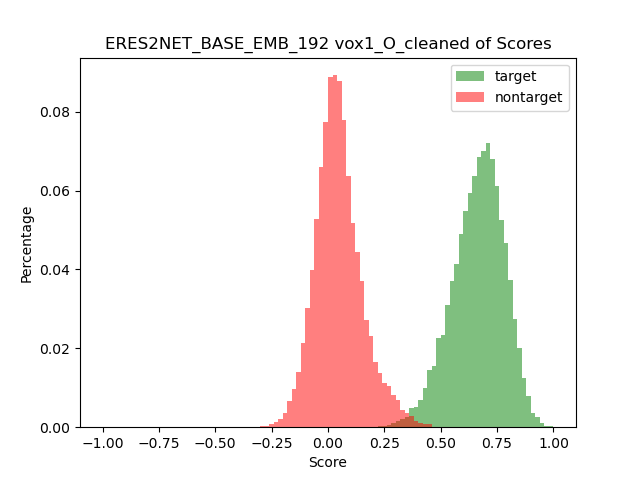 ERES2NET_BASE_EMB_192 vox1_O_cleaned of Scores
target
nontarget
Percentage
0.08
0.06
0.04
0.02
0.00
−1.00 −0.75 −0.50 −0.25 0.00 0.25 0.50 0.75 1.00
Score